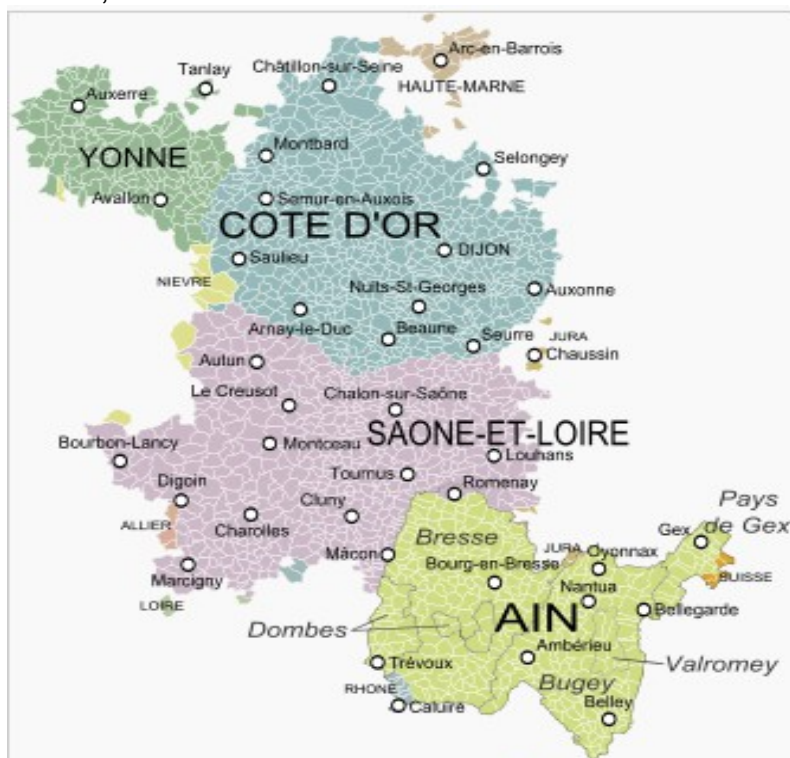 Arc-en-Barrois
Tanlay
Châtillon-sur-Seine
HAUTE-MARNE
Auxerre
YONNE
Montbard
Selongey
Avallon
Semur-en-Auxois
COTE D'OR
DIJON
Saulieu
NIEVRE
Nuits-St-Georges
Auxonne
Arnay-le-Duc
Beaune
Seurre
JURA
Chaussin
Autun
Le Creusot
Chalon-sur-Saône
SAONE-ET-LOIRE
Bourbon-Lancy
Montceau
Louhans
Digoin
Tournus
Romenay
Cluny
ALLIER
Charolles
Pays
de Gex
Gex
Bresse
JURA
Oyonnax
Mâcon
Bourg-en-Bresse
SUISSE
Marcigny
Nantua
LOIRE
AIN
Bellegarde
Dombes
Ambérieu
Trévoux
Valromey
RHONE
Bugey
Caluire
Belley